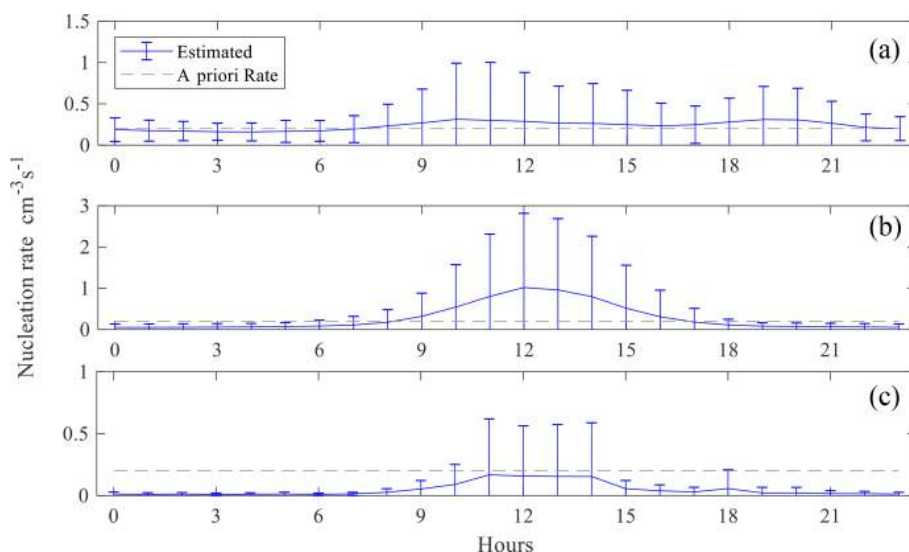 1.5
(a)
Estimated
A priori Rate
1
0.5
0
0 3 6 9 12 15 18 21
3
(b)
2
1
0
0 3 6 9 12 15 18 21
1
(c)
0.5
0
0 3 6 9 12 15 18 21
Nucleation rate cm⁻³s⁻¹
Hours